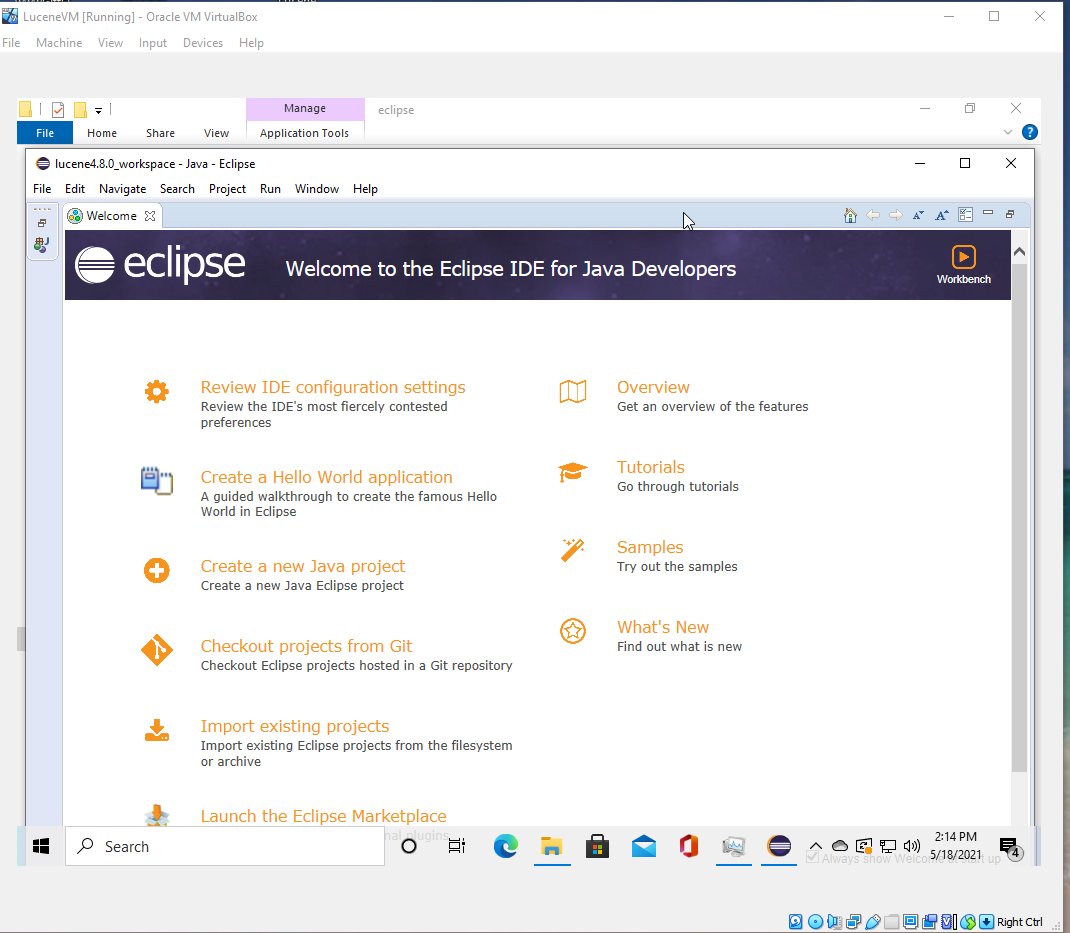 LuceneVM [Running] - Oracle VM VirtualBox
File Machine View Input Devices Help
Manage eclipse
File Home Share View Application Tools
?
lucene4.8.0_workspace - Java - Eclipse
File Edit Navigate Search Project Run Window Help
Welcome
eclipse Welcome to the Eclipse IDE for Java Developers
Workbench
Review IDE configuration settings
Review the IDE's most fiercely contested
preferences
Overview
Get an overview of the features
Create a Hello World application
A guided walkthrough to create the famous Hello
World in Eclipse
Tutorials
Go through tutorials
Create a new Java project
Create a new Java Eclipse project
Samples
Try out the samples
Checkout projects from Git
Checkout Eclipse projects hosted in a Git repository
What's New
Find out what is new
Import existing projects
Import existing Eclipse projects from the filesystem
or archive
Launch the Eclipse Marketplace
nal plugins
Search
2:14 PM
5/18/2021
4
Always show Welcome at start up
Right Ctrl